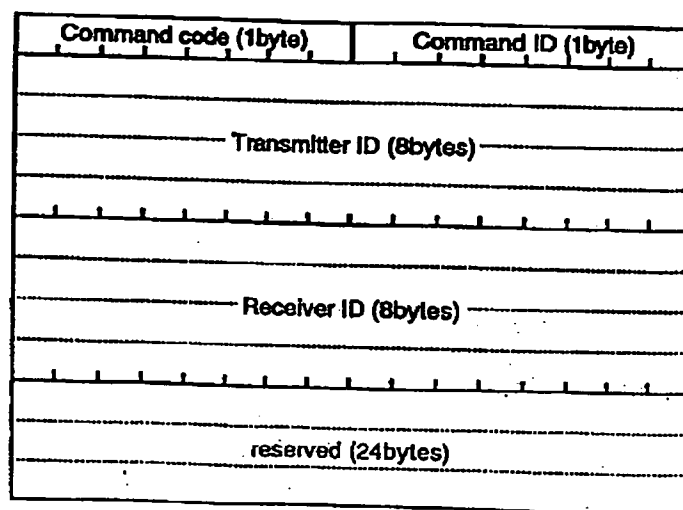 Command code (1byte) Command ID (1byte)
Transmitter ID (8bytes)
Receiver ID (8bytes)
reserved (24bytes)